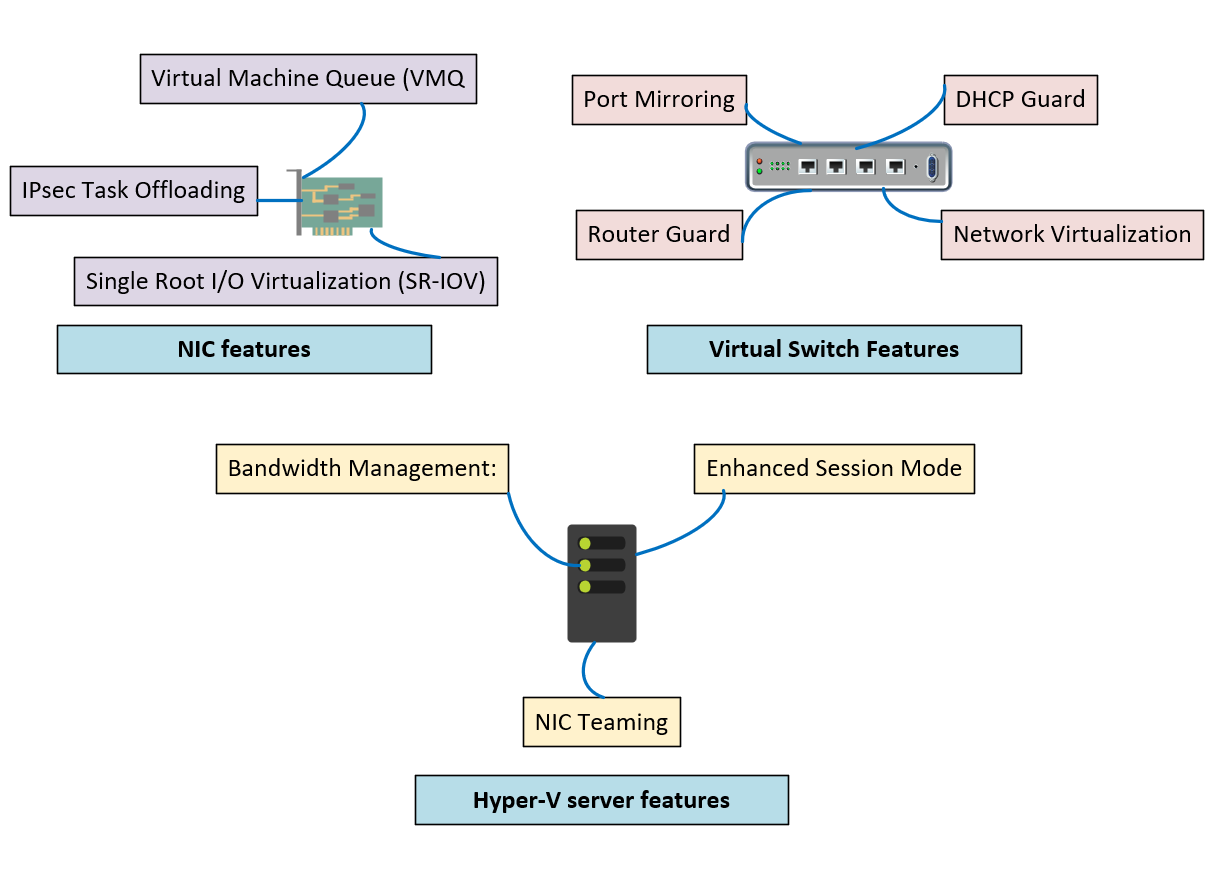 Virtual Machine Queue (VMQ
IPsec Task Offloading
Single Root I/O Virtualization (SR-IOV)
NIC features
Port Mirroring
DHCP Guard
Router Guard
Network Virtualization
Virtual Switch Features
Bandwidth Management:
Enhanced Session Mode
NIC Teaming
Hyper-V server features